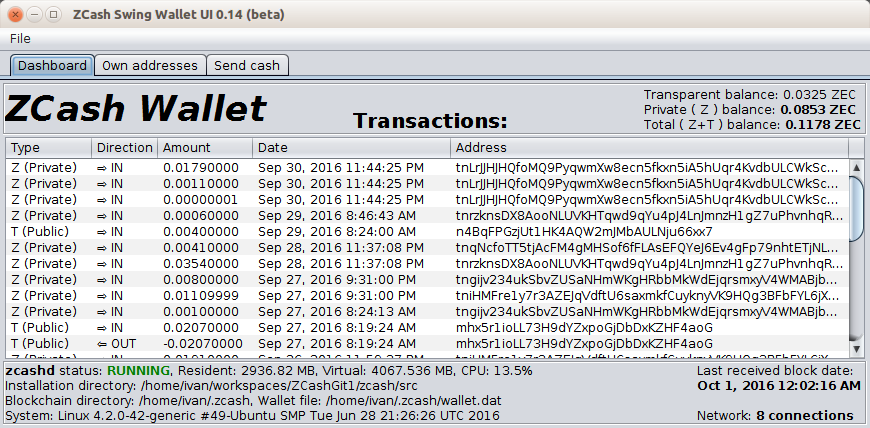 ZCash Swing Wallet UI 0.14 (beta)
File
Dashboard Own addresses Send cash
ZCash Wallet
Transactions:
Transparent balance: 0.0325 ZEC
Private ( Z ) balance: 0.0853 ZEC
Total ( Z+T ) balance: 0.1178 ZEC
Type Direction Amount Date Address
Z (Private) ⇨ IN 0.01790000 Sep 30, 2016 11:44:25 PM tnLrJJHJHQfoMQ9PyqwmXw8ecn5fkxn5iA5hUqr4KvdbULCWkSc...
Z (Private) ⇨ IN 0.00110000 Sep 30, 2016 11:44:25 PM tnLrJJHJHQfoMQ9PyqwmXw8ecn5fkxn5iA5hUqr4KvdbULCWkSc...
Z (Private) ⇨ IN 0.00000001 Sep 30, 2016 11:44:25 PM tnLrJJHJHQfoMQ9PyqwmXw8ecn5fkxn5iA5hUqr4KvdbULCWkSc...
Z (Private) ⇨ IN 0.00060000 Sep 29, 2016 8:46:43 AM tnrzknsDX8AooNLUVKHTqwd9qYu4pJ4LnJmnzH1gZ7uPhvnhqR...
T (Public) ⇨ IN 0.00400000 Sep 29, 2016 8:24:00 AM n4BqFPGzjUt1HK4AQW2mJMbAULNju66xx7
Z (Private) ⇨ IN 0.00410000 Sep 28, 2016 11:37:08 PM tnqNcfoTT5tjAcFM4gMHSof6fFLAsEFQYeJ6Ev4gFp79nhtETjNL...
Z (Private) ⇨ IN 0.03540000 Sep 28, 2016 11:37:08 PM tnrzknsDX8AooNLUVKHTqwd9qYu4pJ4LnJmnzH1gZ7uPhvnhqR...
Z (Private) ⇨ IN 0.00800000 Sep 27, 2016 9:31:00 PM tngijv234ukSbvZUSaNHmWKgHRbbMkWdEjqrsmxyV4WMABjb...
Z (Private) ⇨ IN 0.01109999 Sep 27, 2016 9:31:00 PM tniHMFre1y7r3AZEJqVdftU6saxmkfCuyknyVK9HQg3BFbFYL6jX...
Z (Private) ⇨ IN 0.00100000 Sep 27, 2016 8:24:13 AM tngijv234ukSbvZUSaNHmWKgHRbbMkWdEjqrsmxyV4WMABjb...
T (Public) ⇨ IN 0.02070000 Sep 27, 2016 8:19:24 AM mhx5r1ioLL73H9dYZxpoGjDbDxKZHF4aoG
T (Public) ⇦ OUT -0.02070000 Sep 27, 2016 8:19:24 AM mhx5r1ioLL73H9dYZxpoGjDbDxKZHF4aoG
zcashd status: RUNNING, Resident: 2936.82 MB, Virtual: 4067.536 MB, CPU: 13.5%
Installation directory: /home/ivan/workspaces/ZCashGit1/zcash/src
Blockchain directory: /home/ivan/.zcash, Wallet file: /home/ivan/.zcash/wallet.dat
System: Linux 4.2.0-42-generic #49-Ubuntu SMP Tue Jun 28 21:26:26 UTC 2016
Last received block date:
Oct 1, 2016 12:02:16 AM
Network: 8 connections